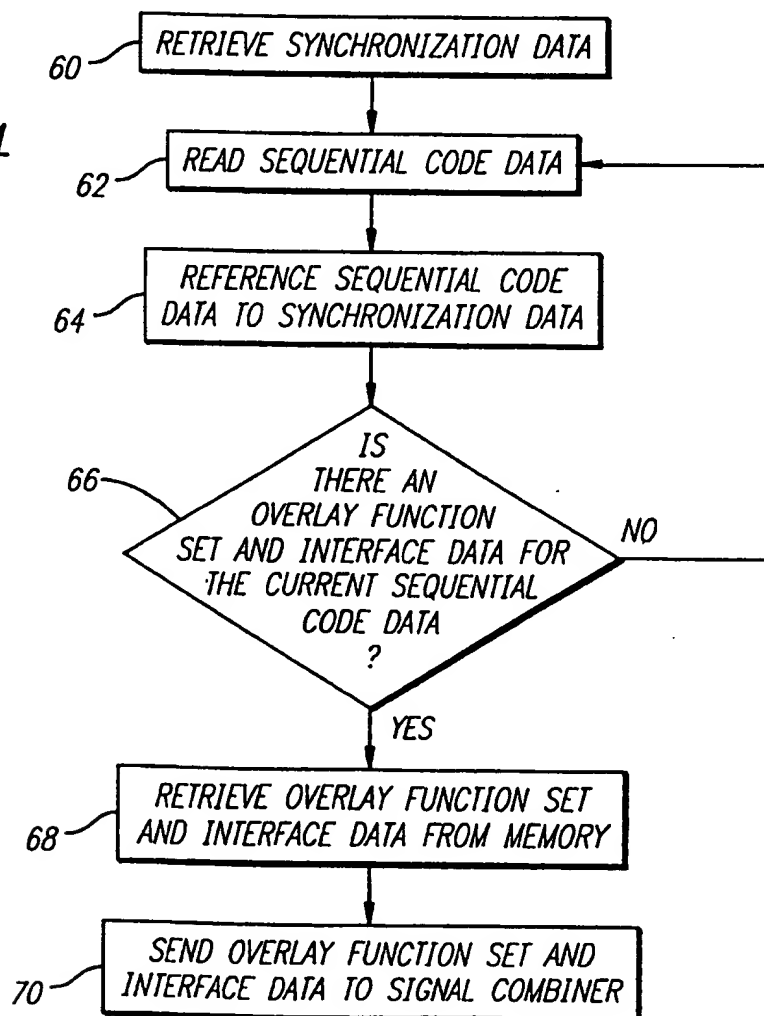 60
RETRIEVE SYNCHRONIZATION DATA
62
READ SEQUENTIAL CODE DATA
64
REFERENCE SEQUENTIAL CODE
DATA TO SYNCHRONIZATION DATA
66
IS
THERE AN
OVERLAY FUNCTION
SET AND INTERFACE DATA FOR
THE CURRENT SEQUENTIAL
CODE DATA
?
NO
YES
68
RETRIEVE OVERLAY FUNCTION SET
AND INTERFACE DATA FROM MEMORY
70
SEND OVERLAY FUNCTION SET AND
INTERFACE DATA TO SIGNAL COMBINER